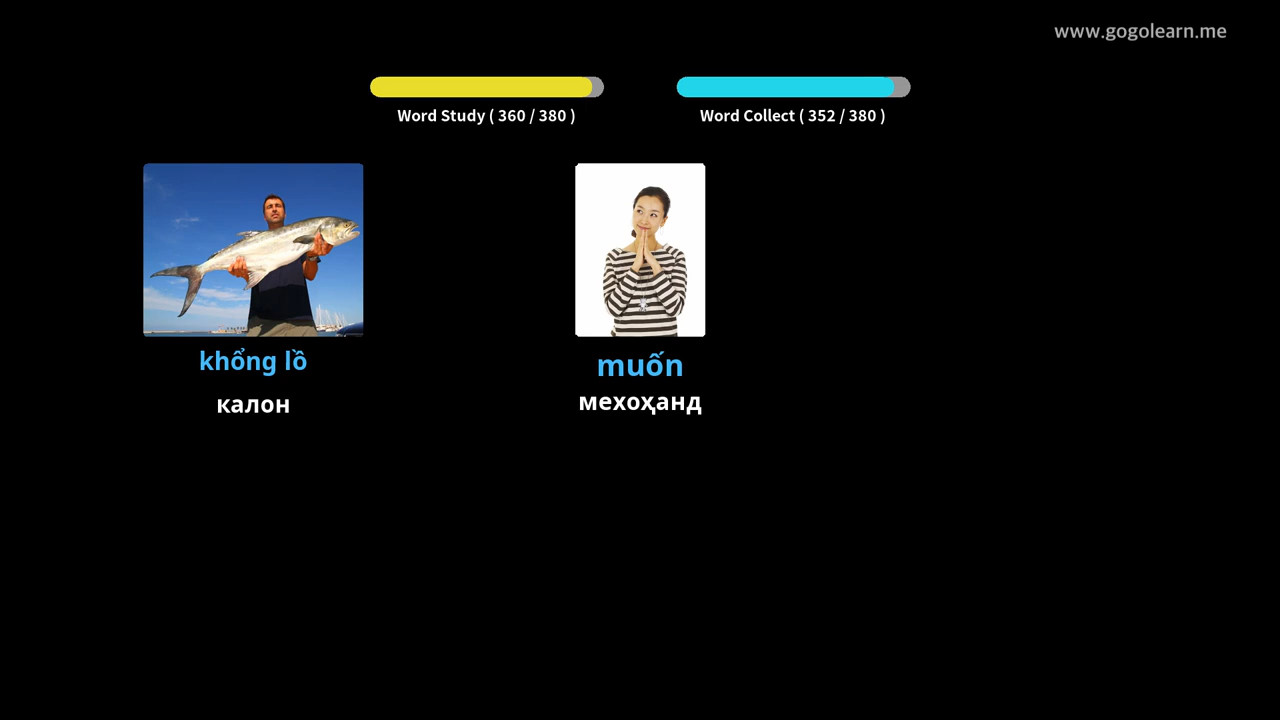 www.gogolearn.me
Word Study ( 360 / 380 )
Word Collect ( 352 / 380 )
khổng lồ
калон
muốn
мехоҳанд